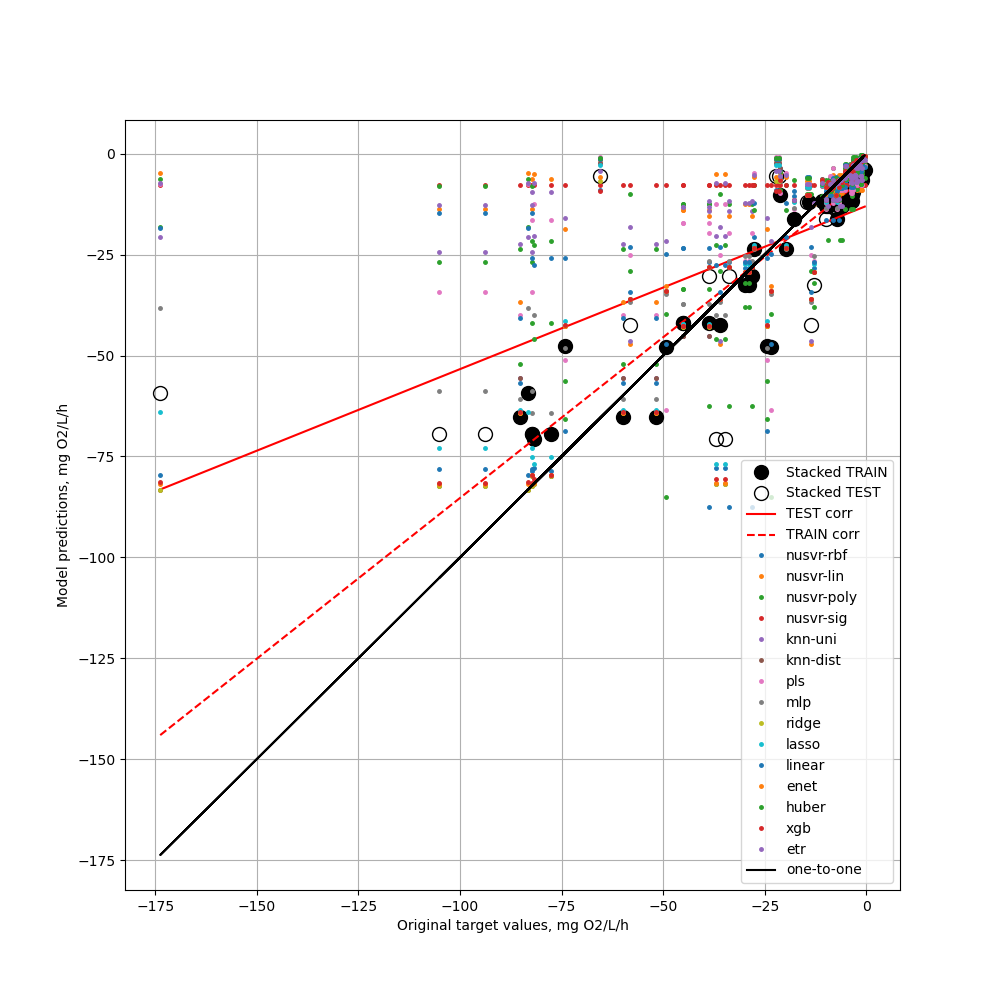 0
−25
−50
−75
−100
−125
−150
−175
Model predictions, mg O2/L/h
Stacked TRAIN
Stacked TEST
TEST corr
TRAIN corr
nusvr-rbf
nusvr-lin
nusvr-poly
nusvr-sig
knn-uni
knn-dist
pls
mlp
ridge
lasso
linear
enet
huber
xgb
etr
one-to-one
−175 −150 −125 −100 −75 −50 −25 0
Original target values, mg O2/L/h